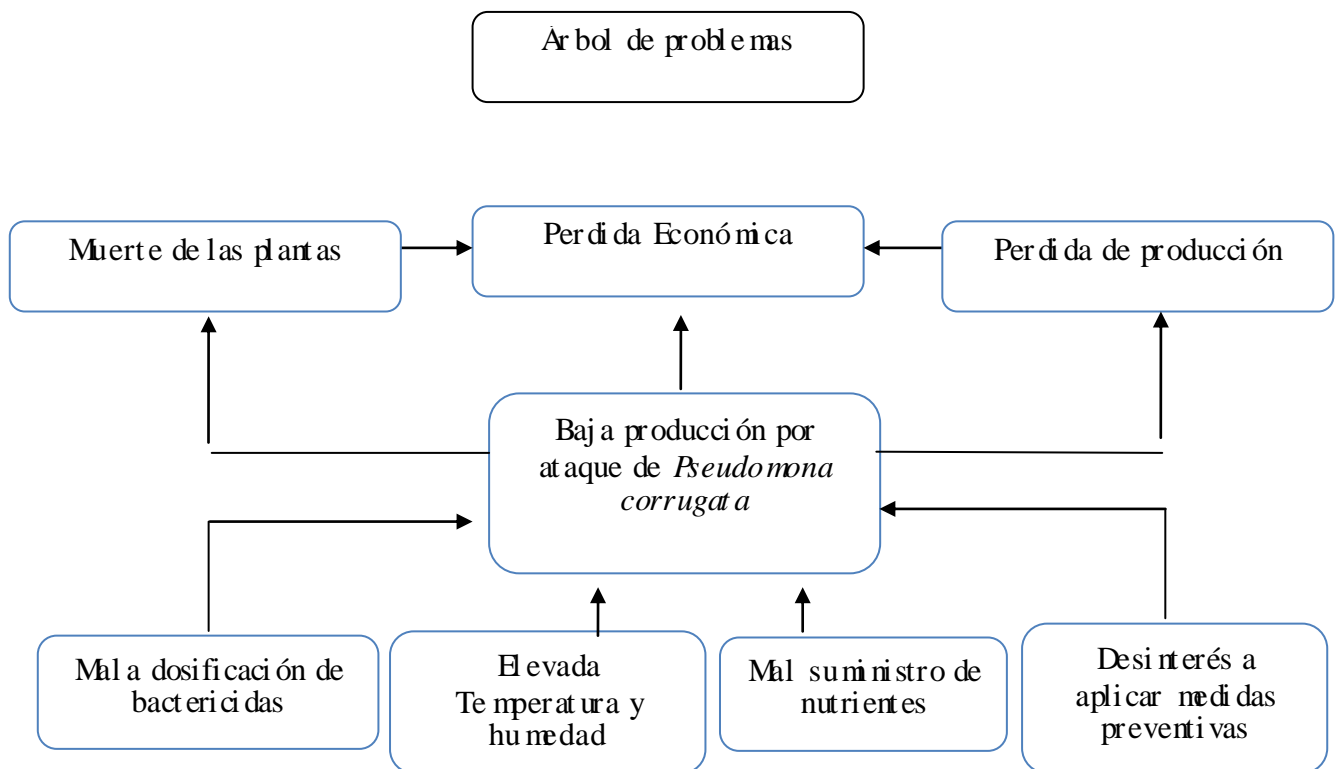 Árbol de problemas
Muerte de las plantas
Perdida Económica
Perdida de producción
Baja producción por
ataque de Pseudomona
corrugata
Mala dosificación de
bactericidas
Elevada
Temperatura y
humedad
Mal suministro de
nutrientes
Desinterés a
aplicar medidas
preventivas